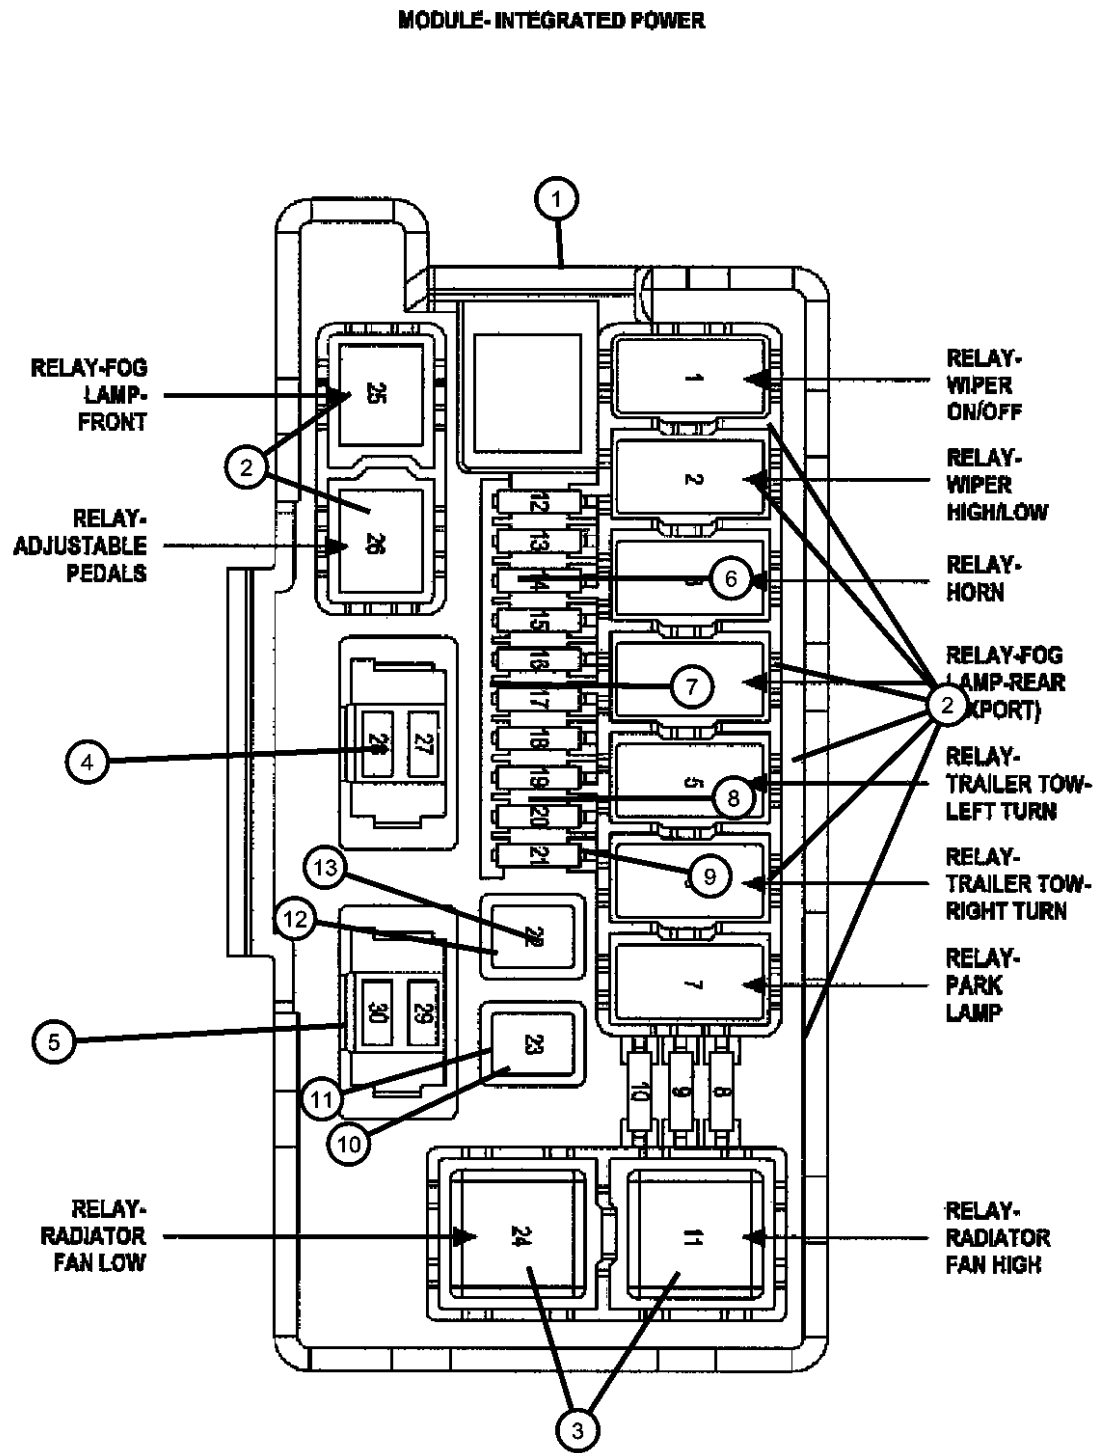 MODULE- INTEGRATED POWER
1
RELAY-FOG
LAMP-
FRONT
25
1
RELAY-
WIPER
ON/OFF
2
2
RELAY-
WIPER
HIGH/LOW
RELAY-
ADJUSTABLE
PEDALS
26
12
13
14
15
16
17
18
19
20
21
6
RELAY-
HORN
7
RELAY-FOG
LAMP-REAR
XPORT)
2
4
28
27
5
8
RELAY-
TRAILER TOW-
LEFT TURN
9
RELAY-
TRAILER TOW-
RIGHT TURN
13
12
22
7
RELAY-
PARK
LAMP
5
30
29
23
11
10
10
9
8
RELAY-
RADIATOR
FAN LOW
24
11
RELAY-
RADIATOR
FAN HIGH
3